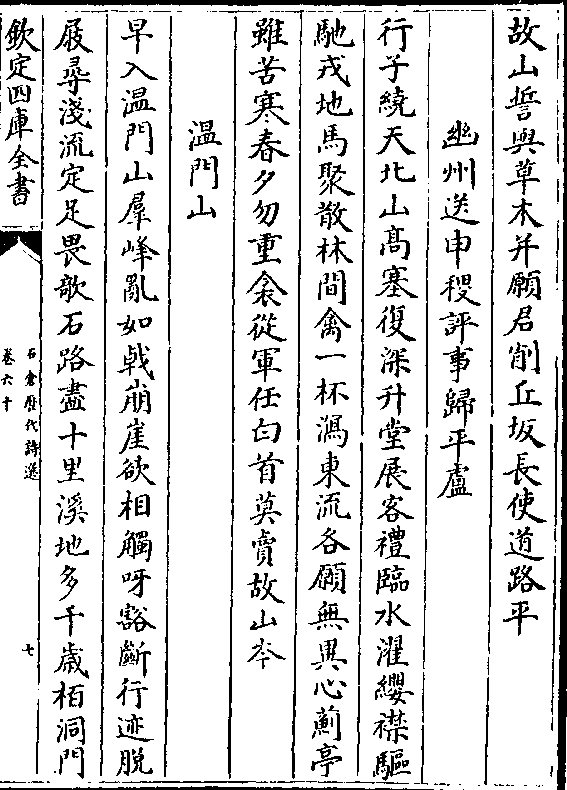 故山誓與草木并願君削丘坂長使道路平
幽州送申稷評事歸平盧
行子繞天北山髙塞復深升堂展客禮臨水濯纓襟驅
馳戎地馬聚散林間禽一杯瀉東流各願無異心薊亭
雖苦寒春夕勿重衾從軍任白首莫賣故山岑
温門山
早入温門山羣峰亂如㦸崩崖欲相觸呀豁斷行迹脱
屐尋淺流定足畏欹石路盡十里溪地多千歳栢洞門
欽定四庫全書
石倉歴代詩選
卷六十
七